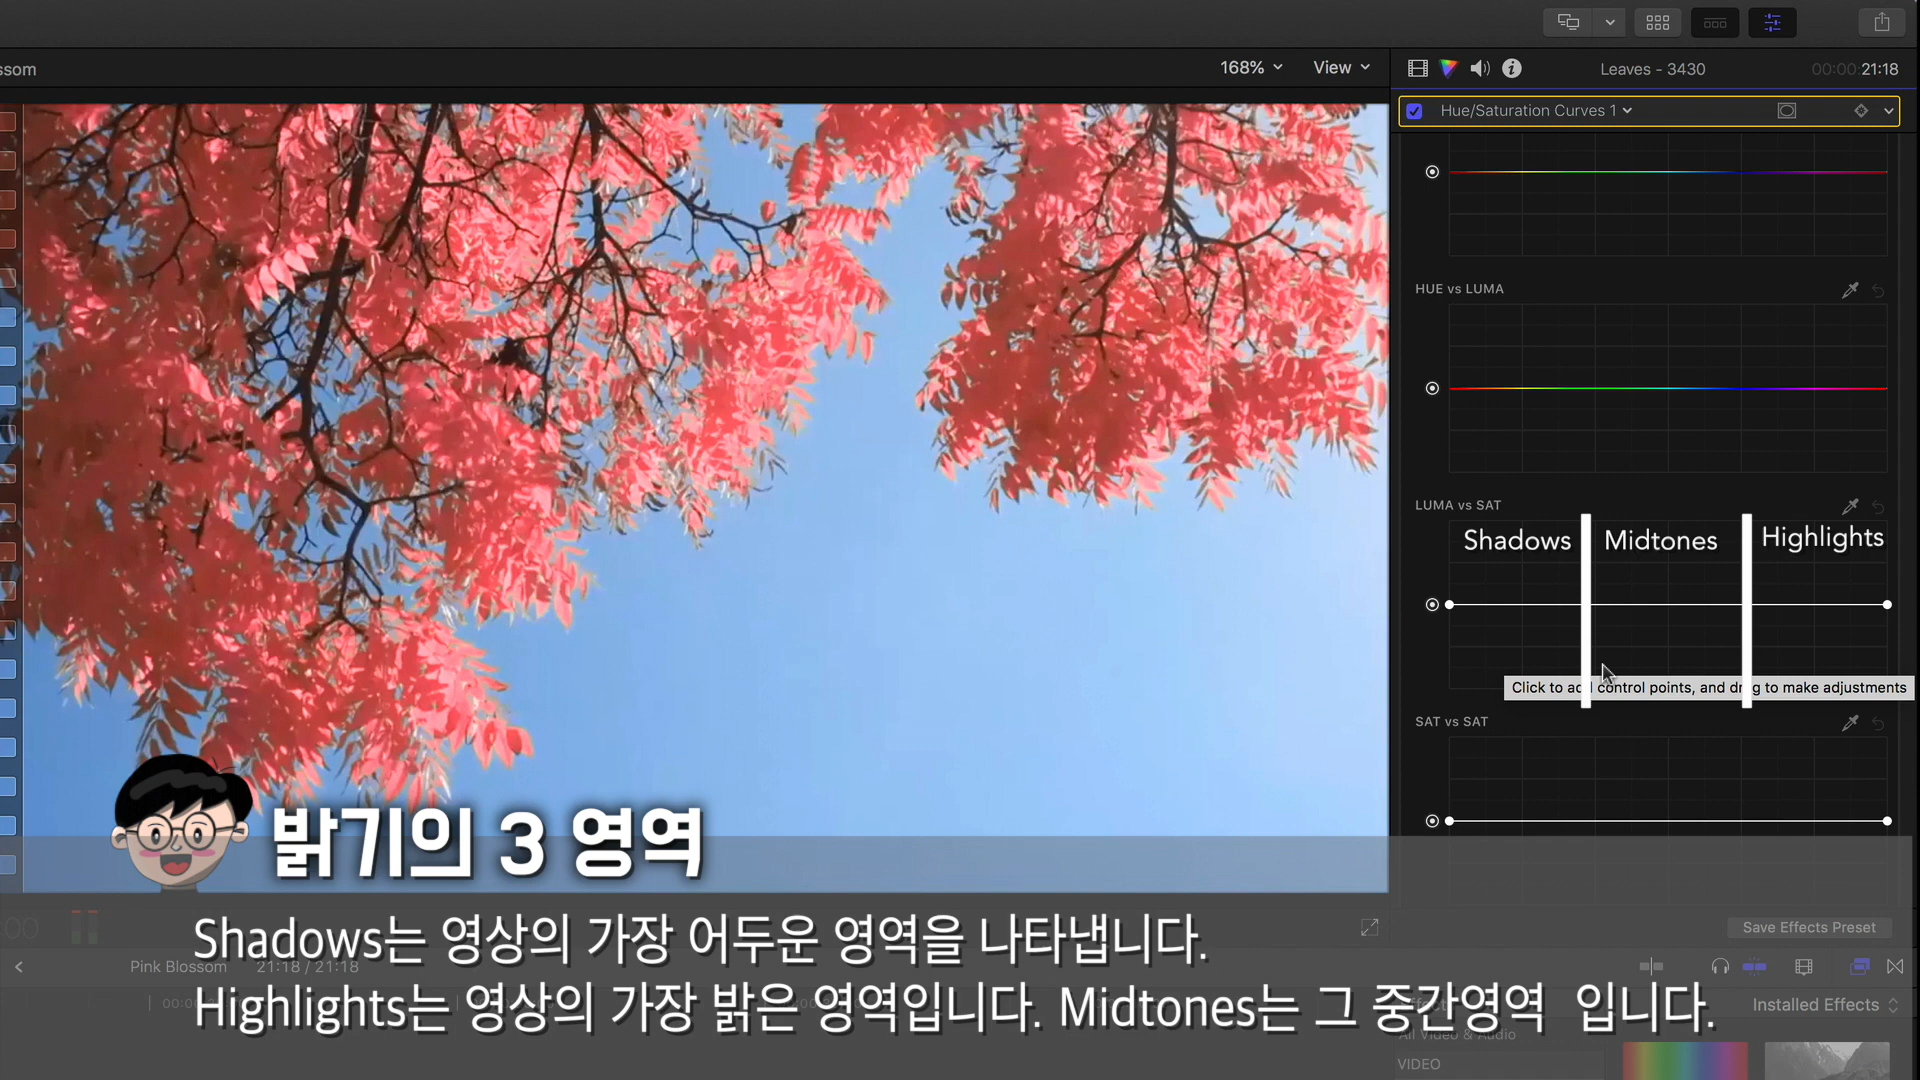 ssom
168%
View
Leaves - 3430
00:00:21:18
Hue/Saturation Curves 1
HUE vs LUMA
LUMA vs SAT
Shadows
Midtones
Highlights
Click to add control points, and drag to make adjustments
SAT vs SAT
밝기의 3 영역
Save Effects Preset
Shadows는 영상의 가장 어두운 영역을 나타냅니다.
Pink Blossom
21:18 / 21:18
Highlights는 영상의 가장 밝은 영역입니다. Midtones는 그 중간영역 입니다.
Installed Effects
All Video & Audio
VIDEO